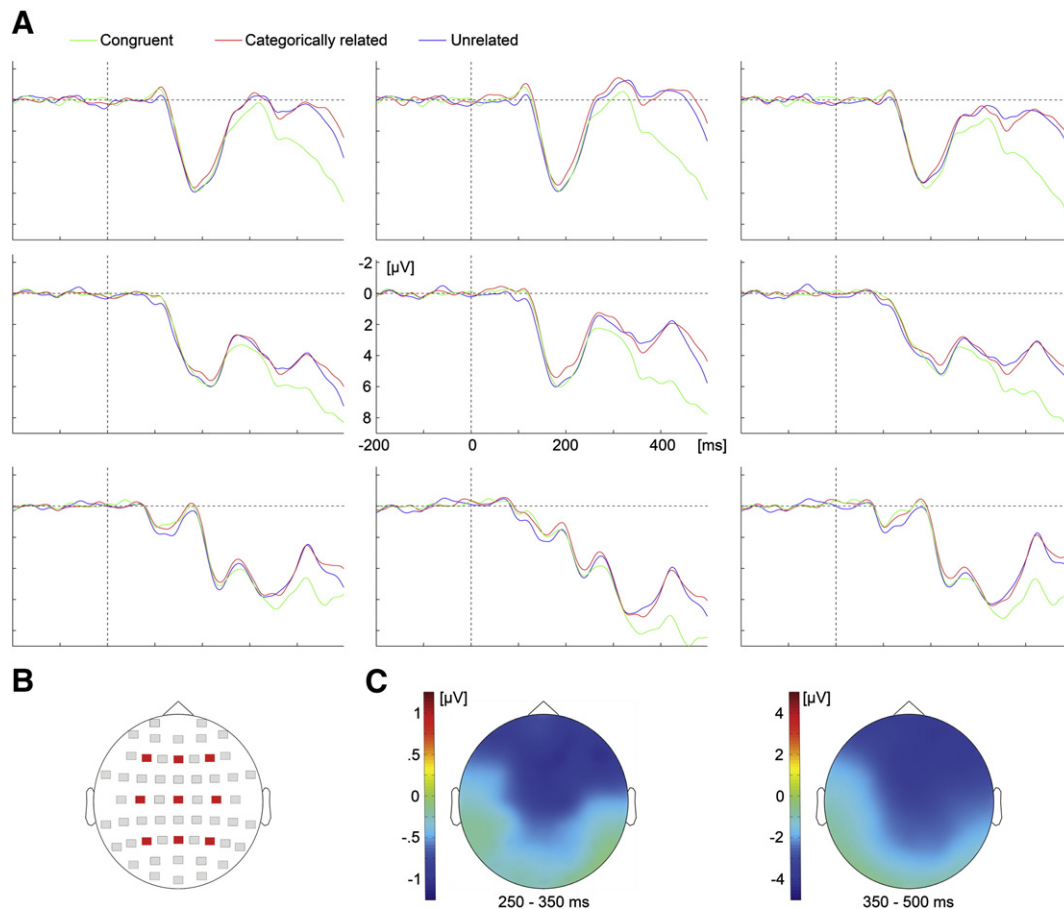 A
Congruent Categorically related Unrelated
-2
[µV]
0
2
4
6
8
-200 0 200 400 [ms]
B
C
[µV]
1
.5
0
-.5
-1
250 - 350 ms
[µV]
4
2
0
-2
-4
350 - 500 ms